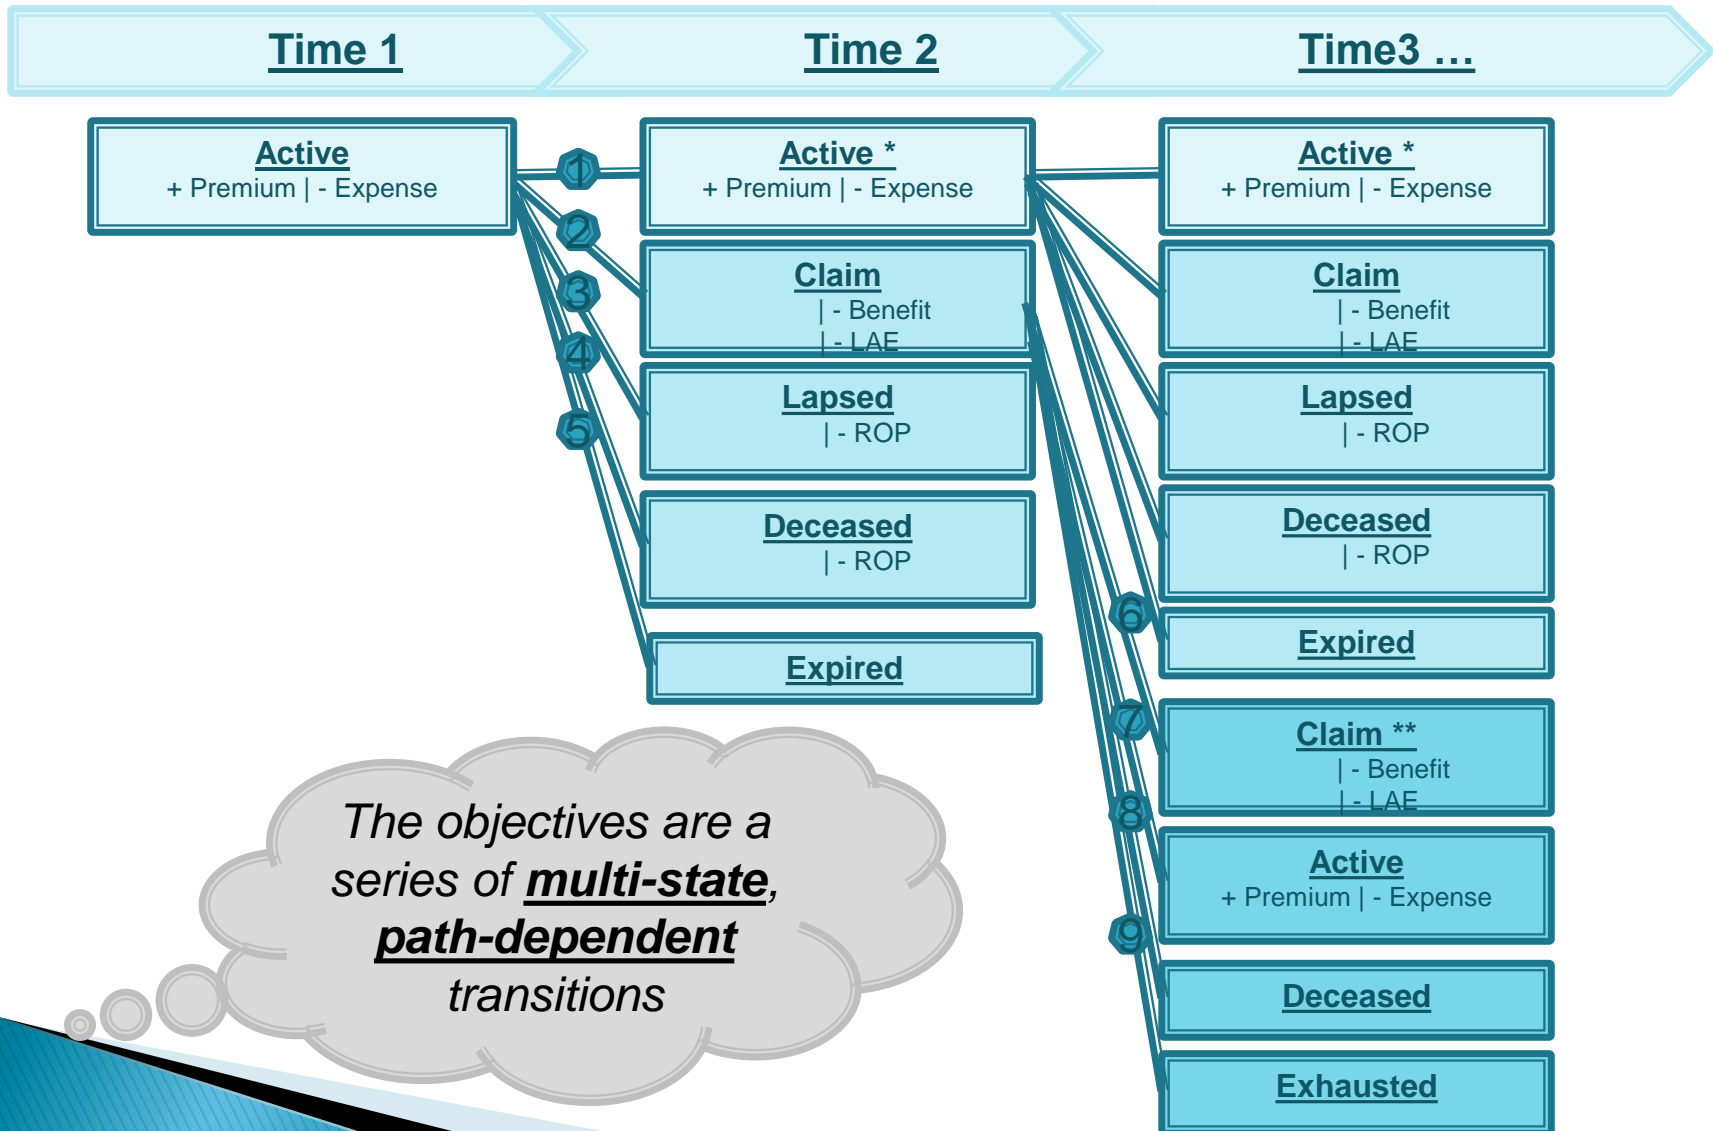 Time 1
Time 2
Time3 …
Active
+ Premium | - Expense
1
2
3
4
5
Active *
+ Premium | - Expense
Claim
| - Benefit
| - LAE
Lapsed
| - ROP
Deceased
| - ROP
Expired
Active *
+ Premium | - Expense
Claim
| - Benefit
| - LAE
Lapsed
| - ROP
Deceased
| - ROP
Expired
6
7
8
9
Claim **
| - Benefit
| - LAE
Active
+ Premium | - Expense
Deceased
Exhausted
The objectives are a
series of multi-state,
path-dependent
transitions